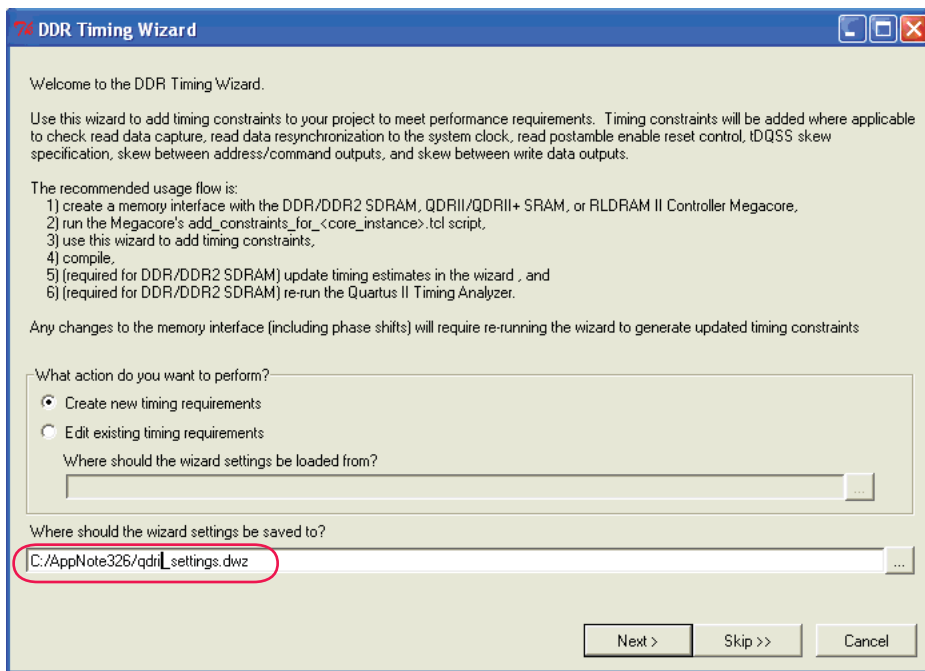 DDR Timing Wizard
Welcome to the DDR Timing Wizard.
Use this wizard to add timing constraints to your project to meet performance requirements.  Timing constraints will be added where applicable
to check read data capture, read data resynchronization to the system clock, read postamble enable reset control, tDQSS skew
specification, skew between address/command outputs, and skew between write data outputs.
The recommended usage flow is:
1) create a memory interface with the DDR/DDR2 SDRAM, QDRII/QDRII+ SRAM, or RLDRAM II Controller Megacore,
2) run the Megacore's add_constraints_for_<core_instance>.tcl script,
3) use this wizard to add timing constraints,
4) compile,
5) (required for DDR/DDR2 SDRAM) update timing estimates in the wizard , and
6) (required for DDR/DDR2 SDRAM) re-run the Quartus II Timing Analyzer.
Any changes to the memory interface (including phase shifts) will require re-running the wizard to generate updated timing constraints
What action do you want to perform?
Create new timing requirements
Edit existing timing requirements
Where should the wizard settings be loaded from?
...
Where should the wizard settings be saved to?
C:/AppNote326/qdrii_settings.dwz ...
Next > Skip >> Cancel